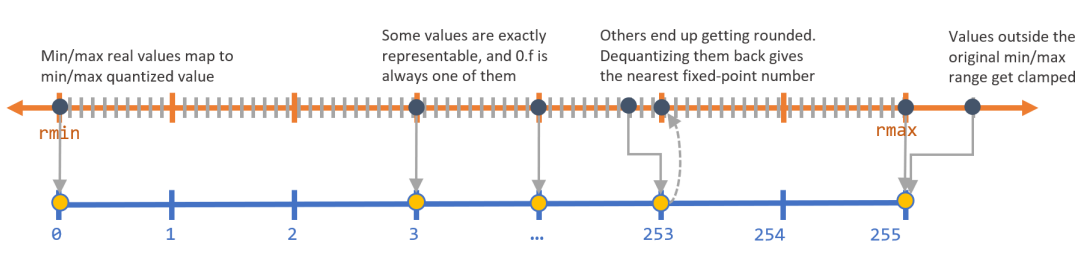 Min/max real values map to
min/max quantized value
Some values are exactly
representable, and 0.f is
always one of them
Others end up getting rounded.
Dequantizing them back gives
the nearest fixed-point number
Values outside the
original min/max
range get clamped
rmin
rmax
0 1 2 3 ... 253 254 255